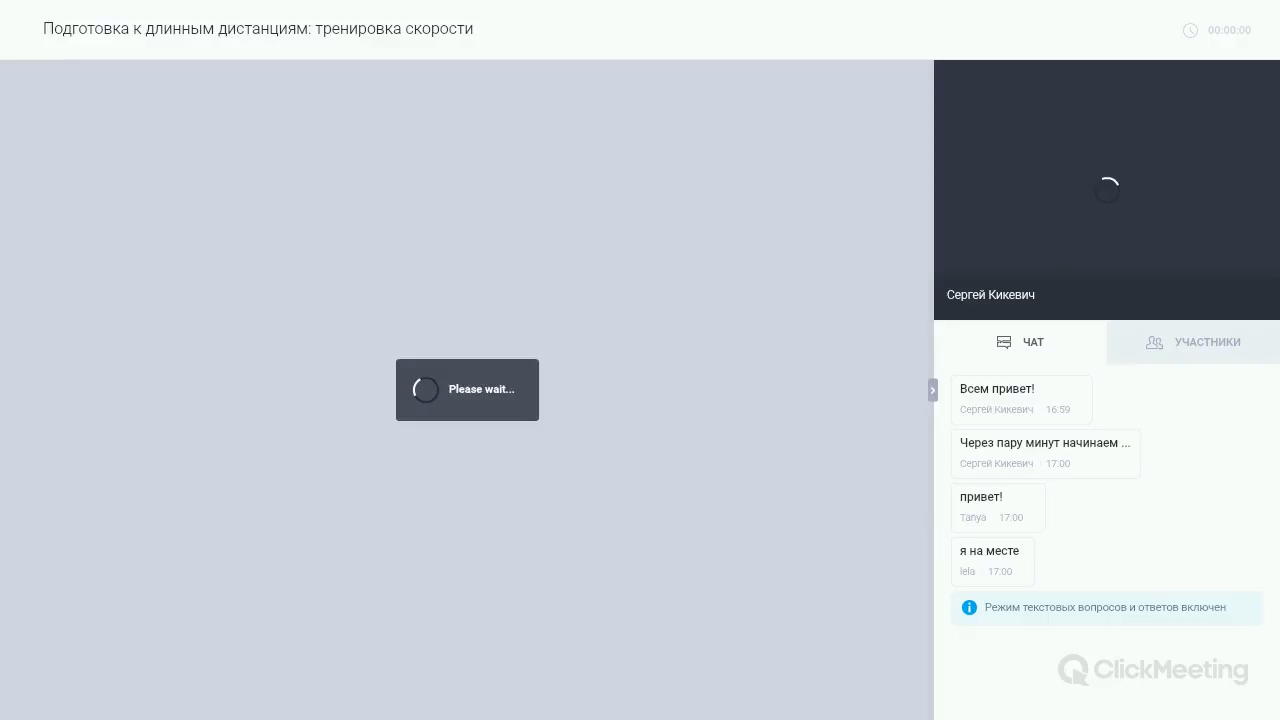 Подготовка к длинным дистанциям: тренировка скорости
00:00:00
Please wait...
Сергей Кикевич
ЧАТ
УЧАСТНИКИ
Всем привет!
Сергей Кикевич 16:59
Через пару минут начинаем ...
Сергей Кикевич 17:00
привет!
Tanya 17:00
я на месте
lela 17:00
Режим текстовых вопросов и ответов включен
ClickMeeting